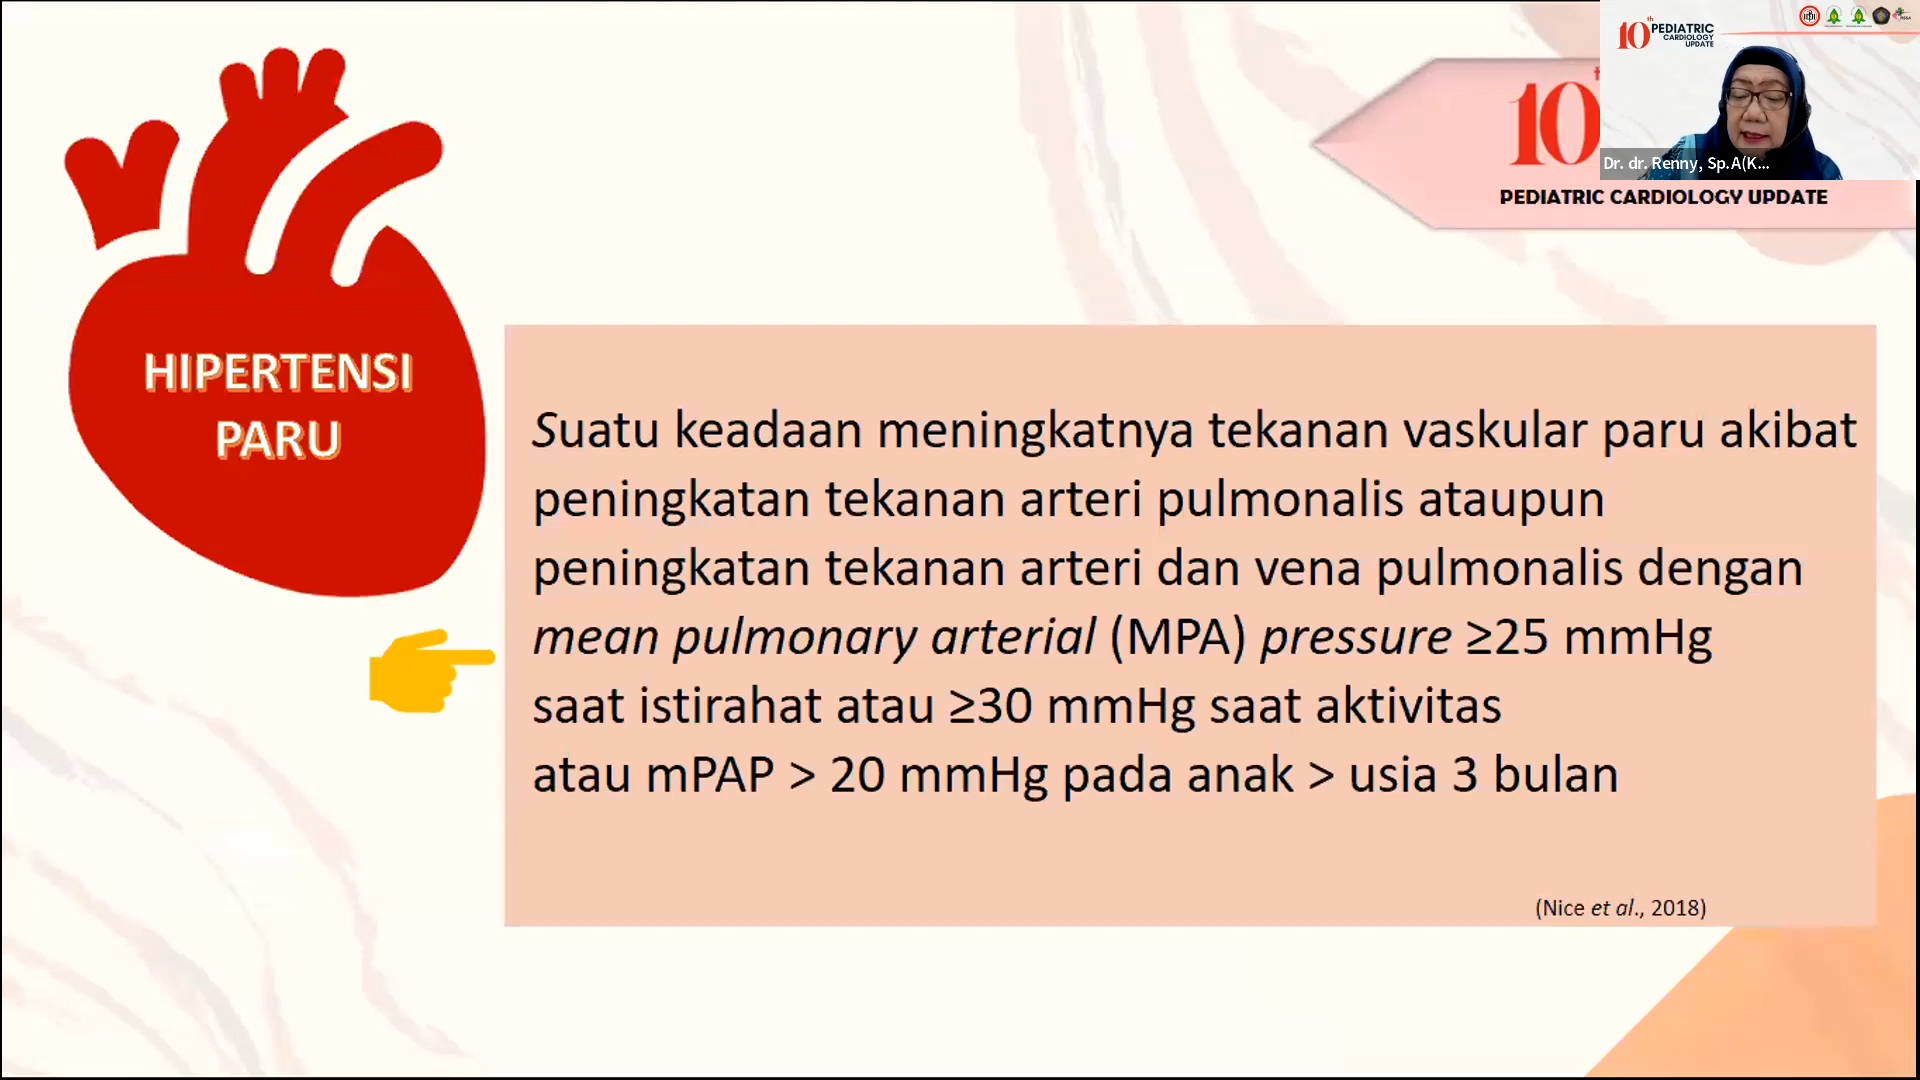 10th PEDIATRIC
CARDIOLOGY
UPDATE
Dr. dr. Renny, Sp.A(K...
10
PEDIATRIC CARDIOLOGY UPDATE
HIPERTENSI
PARU
Suatu keadaan meningkatnya tekanan vaskular paru akibat
peningkatan tekanan arteri pulmonalis ataupun
peningkatan tekanan arteri dan vena pulmonalis dengan
mean pulmonary arterial (MPA) pressure ≥25 mmHg
saat istirahat atau ≥30 mmHg saat aktivitas
atau mPAP > 20 mmHg pada anak > usia 3 bulan
(Nice et al., 2018)